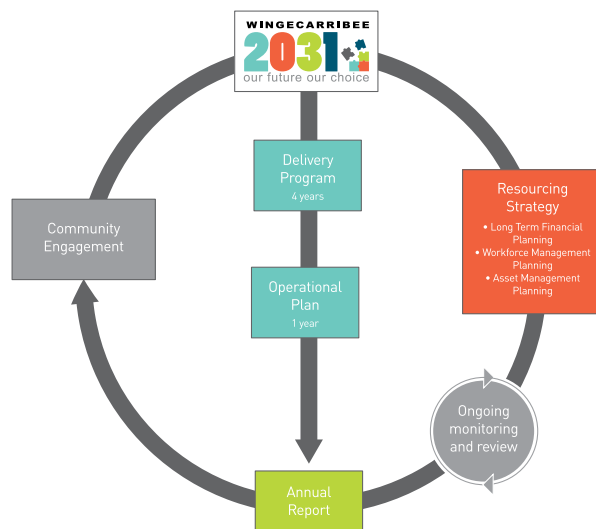 WINGECARRIBEE
2031
our future our choice
Delivery
Program
4 years
Community
Engagement
Resourcing
Strategy
• Long Term Financial
Planning
• Workforce Management
Planning
• Asset Management
Planning
Operational
Plan
1 year
Ongoing
monitoring
and review
Annual
Report